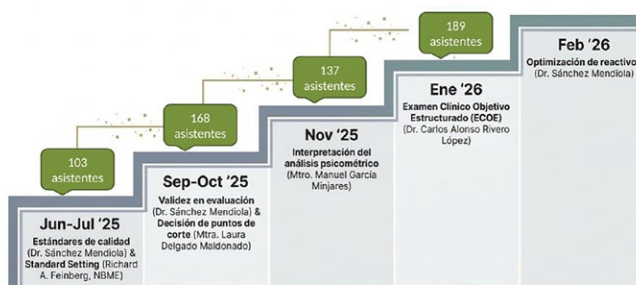 103
asistentes
Jun-Jul ‘25
Estándares de calidad
(Dr. Sánchez Mendiola) &
Standard Setting (Richard
A. Feinberg, NBME)
168
asistentes
Sep-Oct ‘25
Validez en evaluación
(Dr. Sánchez Mendiola) &
Decisión de puntos de
corte (Mtra. Laura
Delgado Maldonado)
137
asistentes
Nov ‘25
Interpretación del
análisis psicométrico
(Mtro. Manuel García
Minjares)
189
asistentes
Ene ‘26
Examen Clínico Objetivo
Estructurado (ECOE)
(Dr. Carlos Alonso Rivero
López)
Feb ‘26
Optimización de reactivo
(Dr. Sánchez Mendiola)